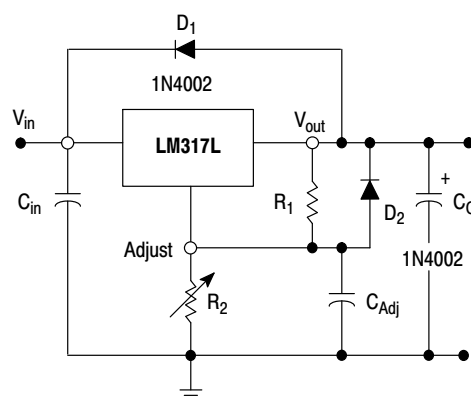 D1
1N4002
Vin
LM317L
Vout
Cin
R1
D2
+
CO
1N4002
Adjust
R2
CAdj